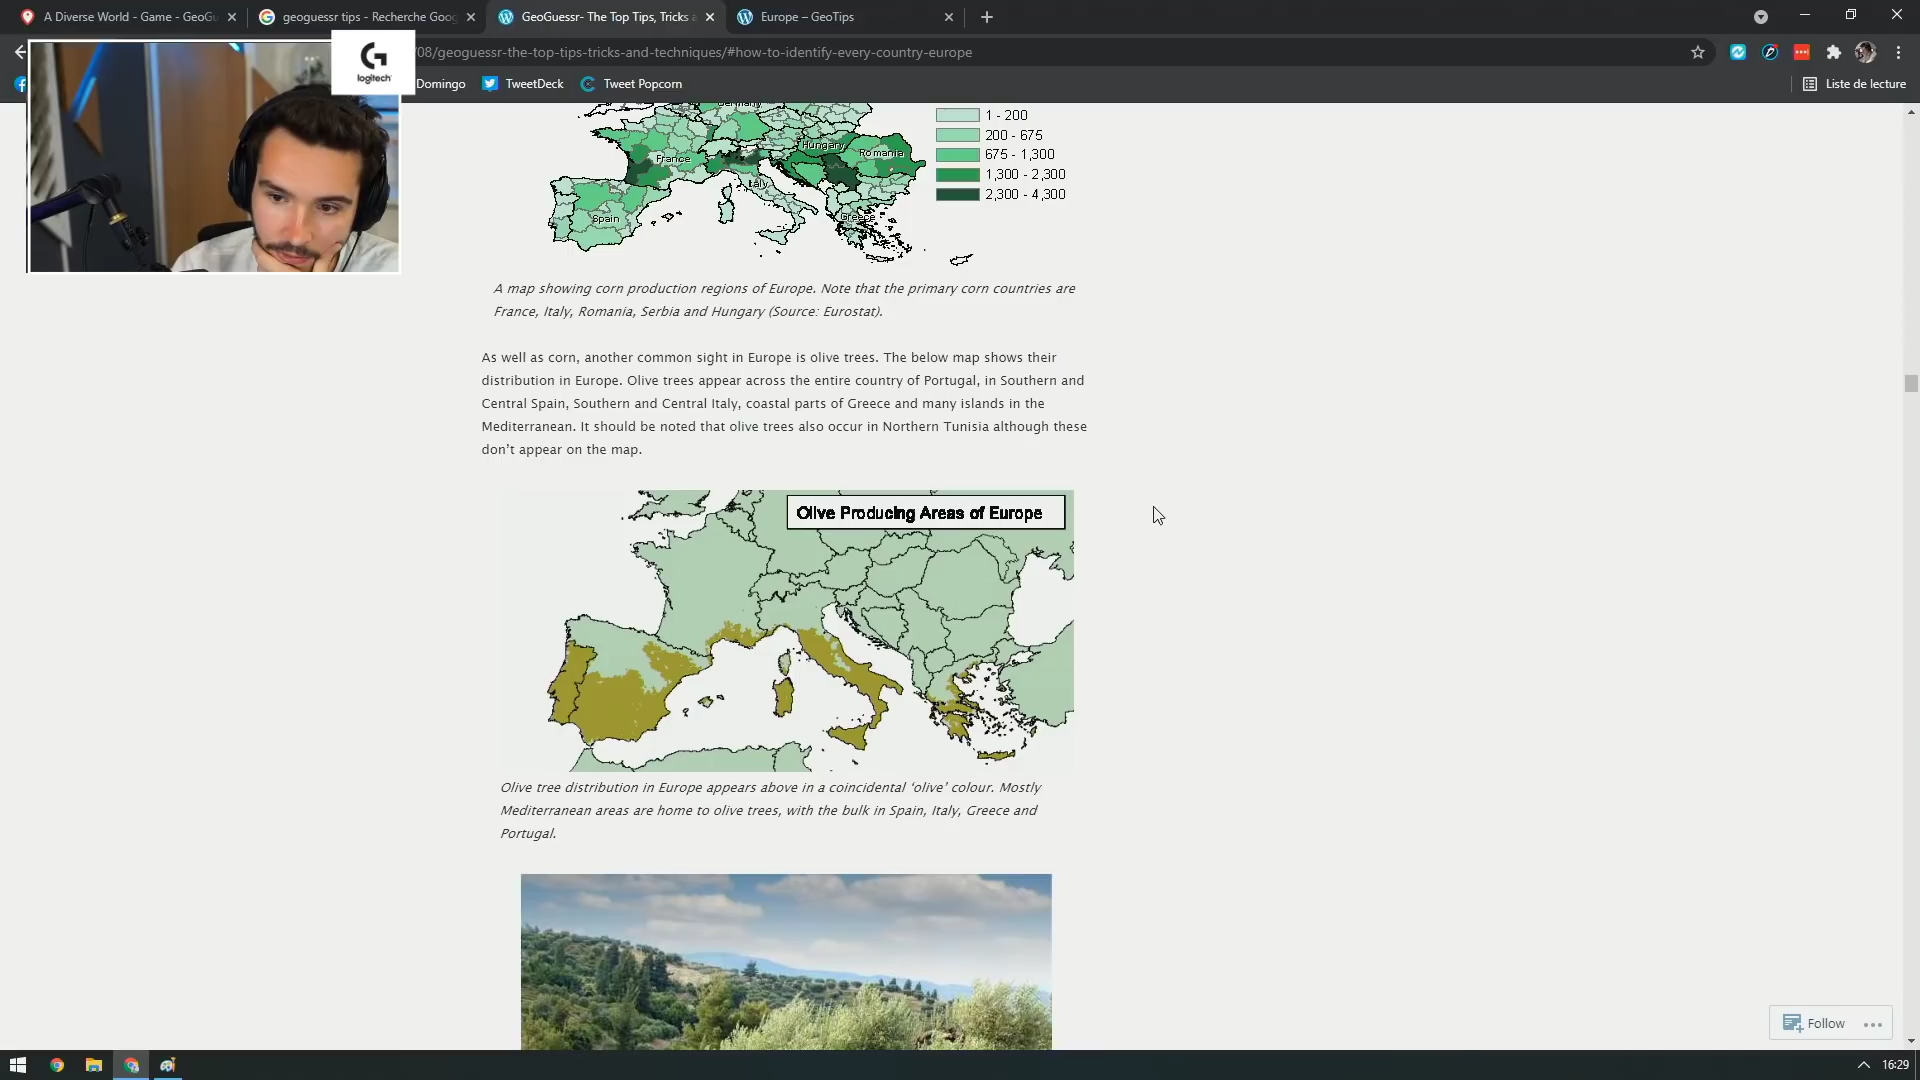 A Diverse World - Game - GeoGu
geoguessr tips - Recherche Goog
GeoGuessr- The Top Tips, Tricks a
Europe – GeoTips
logitech
/08/geoguessr-the-top-tips-tricks-and-techniques/#how-to-identify-every-country-europe
Domingo
TweetDeck
Tweet Popcorn
Liste de lecture
Germany
France
Hungary
Romania
Italy
Spain
Greece
1 - 200
200 - 675
675 - 1,300
1,300 - 2,300
2,300 - 4,300
A map showing corn production regions of Europe. Note that the primary corn countries are
France, Italy, Romania, Serbia and Hungary (Source: Eurostat).
As well as corn, another common sight in Europe is olive trees. The below map shows their
distribution in Europe. Olive trees appear across the entire country of Portugal, in Southern and
Central Spain, Southern and Central Italy, coastal parts of Greece and many islands in the
Mediterranean. It should be noted that olive trees also occur in Northern Tunisia although these
don’t appear on the map.
Olive Producing Areas of Europe
Olive tree distribution in Europe appears above in a coincidental ‘olive’ colour. Mostly
Mediterranean areas are home to olive trees, with the bulk in Spain, Italy, Greece and
Portugal.
Follow
16:29